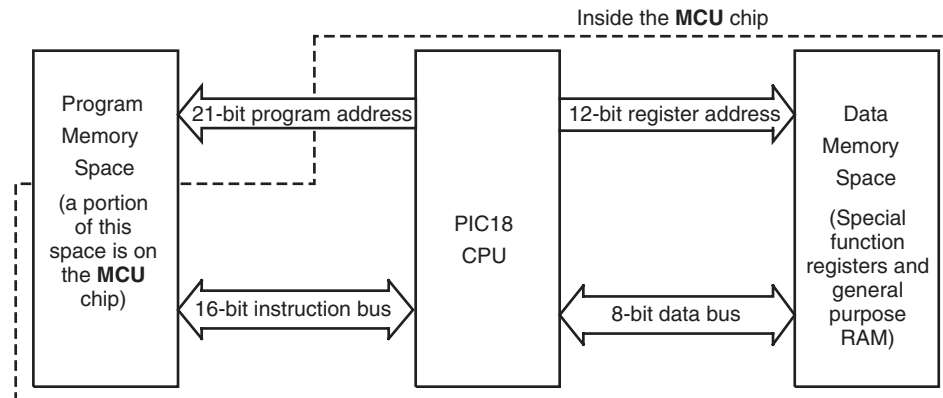 Inside the MCU chip
Program
Memory
Space
(a portion
of this
space is on
the MCU
chip)
21-bit program address
16-bit instruction bus
PIC18
CPU
12-bit register address
8-bit data bus
Data
Memory
Space
(Special
function
registers and
general
purpose
RAM)